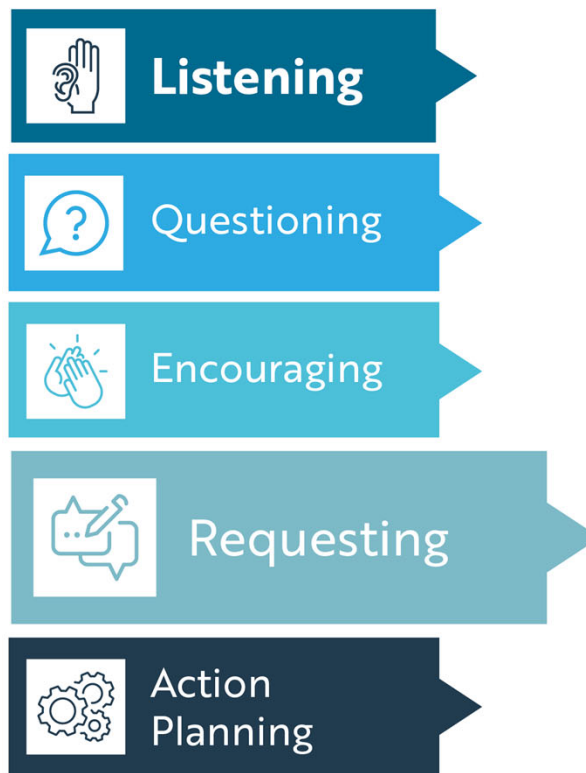 Listening
Questioning
Encouraging
Requesting
Action
Planning